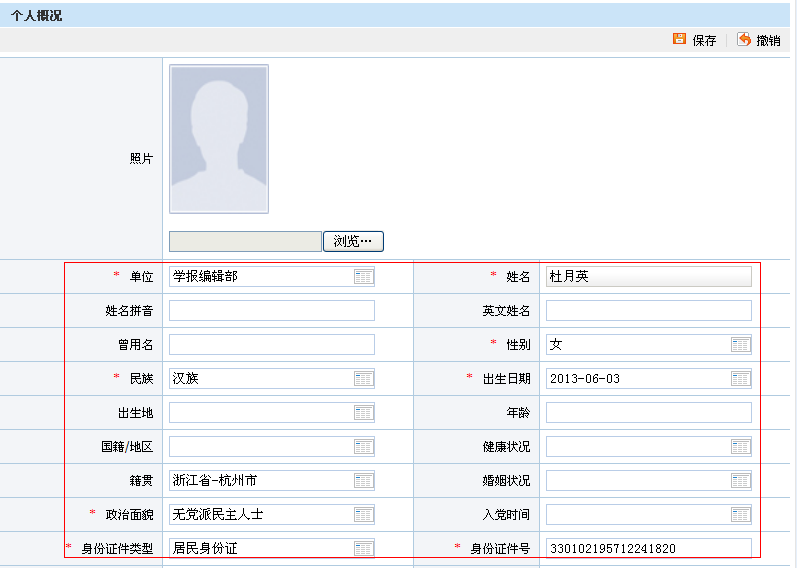 个人概况
保存 撤销
照片
浏览…
* 单位 学报编辑部 * 姓名 杜月英
姓名拼音 英文姓名
曾用名 * 性别 女
* 民族 汉族 * 出生日期 2013-06-03
出生地 年龄
国籍/地区 健康状况
籍贯 浙江省-杭州市 婚姻状况
* 政治面貌 无党派民主人士 入党时间
* 身份证件类型 居民身份证 * 身份证件号 330102195712241820